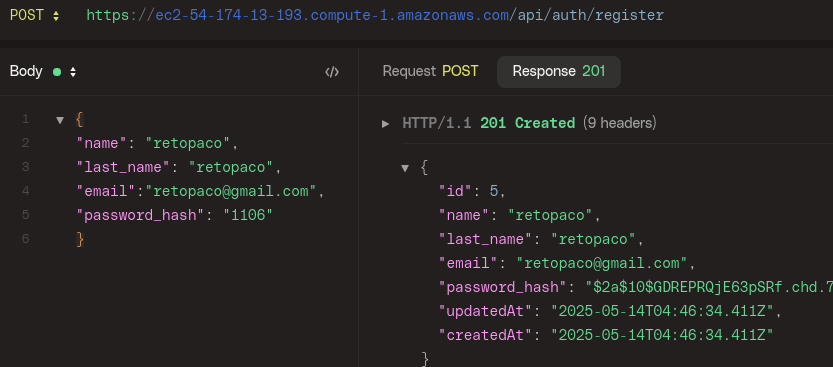 POST https://ec2-54-174-13-193.compute-1.amazonaws.com/api/auth/register
Body
Request POST Response 201
1 {
2 "name": "retopaco",
3 "last_name": "retopaco",
4 "email":"retopaco@gmail.com",
5 "password_hash": "1106"
6 }
HTTP/1.1 201 Created (9 headers)
{
"id": 5,
"name": "retopaco",
"last_name": "retopaco",
"email": "retopaco@gmail.com",
"password_hash": "$2a$10$GDREPRQjE63pSRf.chd.7
"updatedAt": "2025-05-14T04:46:34.411Z",
"createdAt": "2025-05-14T04:46:34.411Z"
}